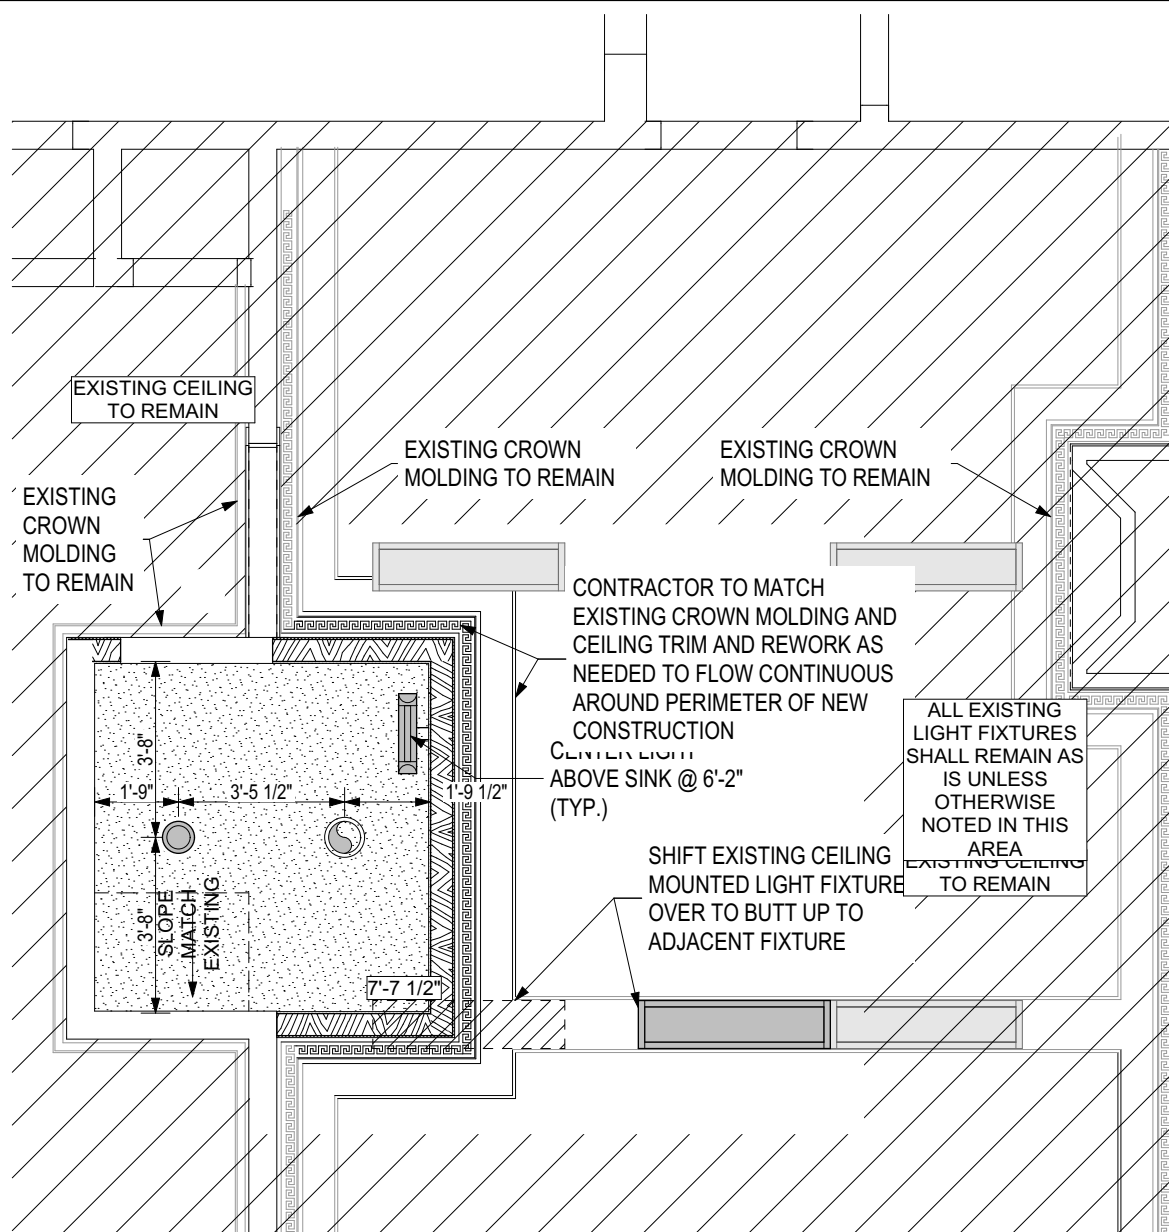 EXISTING CEILING
TO REMAIN
EXISTING CROWN
MOLDING TO REMAIN
EXISTING CROWN
MOLDING TO REMAIN
EXISTING
CROWN
MOLDING
TO REMAIN
CONTRACTOR TO MATCH
EXISTING CROWN MOLDING AND
CEILING TRIM AND REWORK AS
NEEDED TO FLOW CONTINUOUS
AROUND PERIMETER OF NEW
CONSTRUCTION
CENTER LIGHT
ABOVE SINK @ 6'-2"
(TYP.)
ALL EXISTING
LIGHT FIXTURES
SHALL REMAIN AS
IS UNLESS
OTHERWISE
NOTED IN THIS
AREA
EXISTING CEILING
TO REMAIN
3'-8"
1'-9"
3'-5 1/2"
1'-9 1/2"
3'-8"
SLOPE
MATCH
EXISTING
7'-7 1/2"
SHIFT EXISTING CEILING
MOUNTED LIGHT FIXTURE
OVER TO BUTT UP TO
ADJACENT FIXTURE